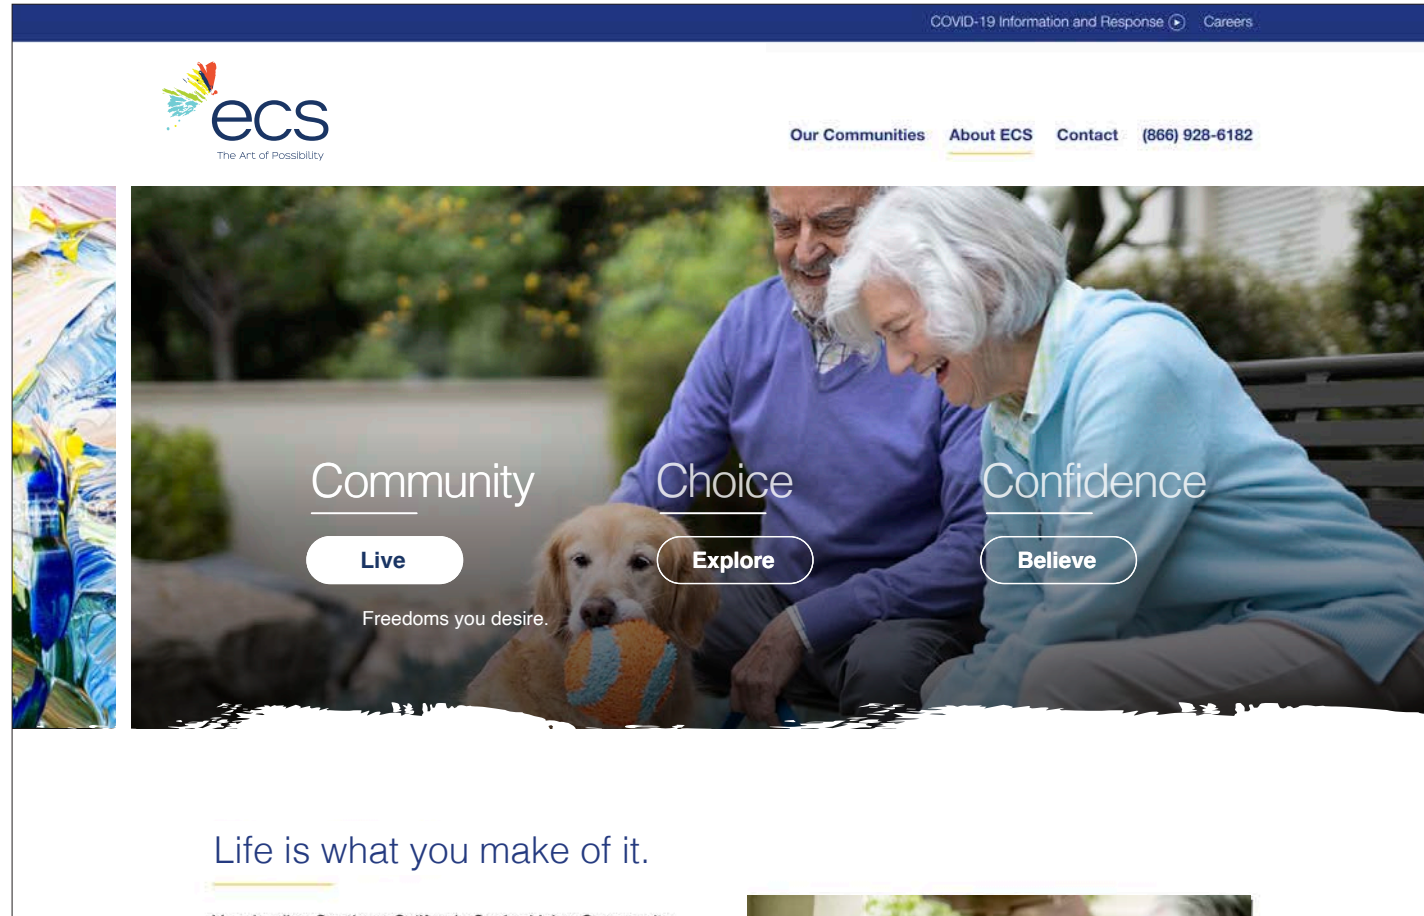 COVID-19 Information and Response Careers
ecs
The Art of Possibility
Our Communities About ECS Contact (866) 928-6182
Community Choice Confidence
Live Explore Believe
Freedoms you desire.
Life is what you make of it.